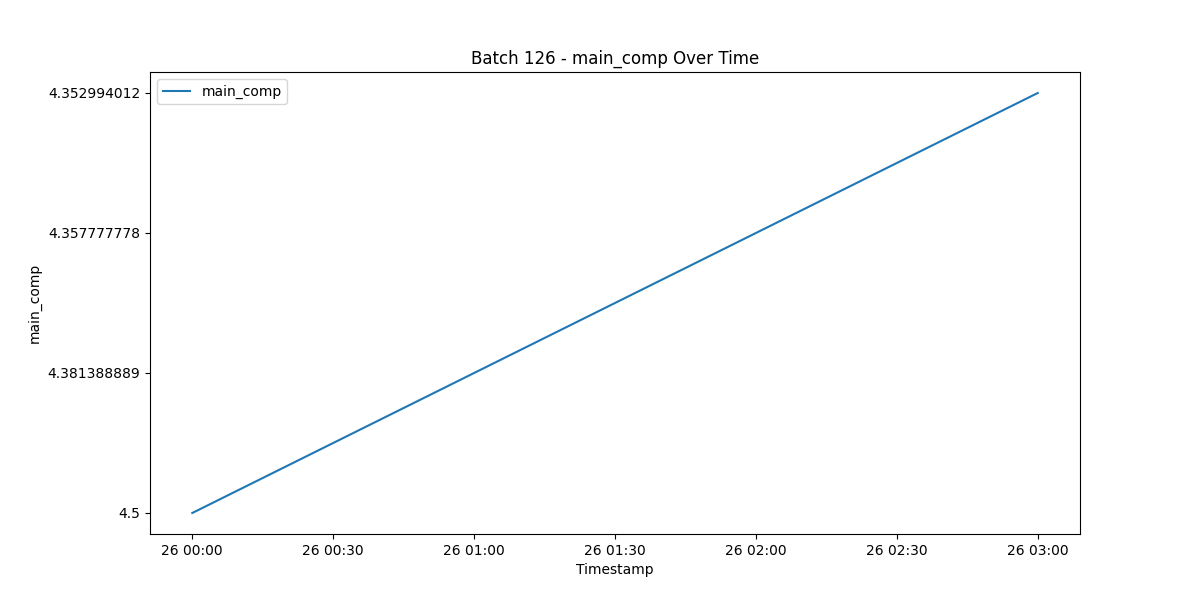 Batch 126 - main_comp Over Time
main_comp
4.352994012
4.357777778
4.381388889
4.5
main_comp
26 00:00
26 00:30
26 01:00
26 01:30
26 02:00
26 02:30
26 03:00
Timestamp